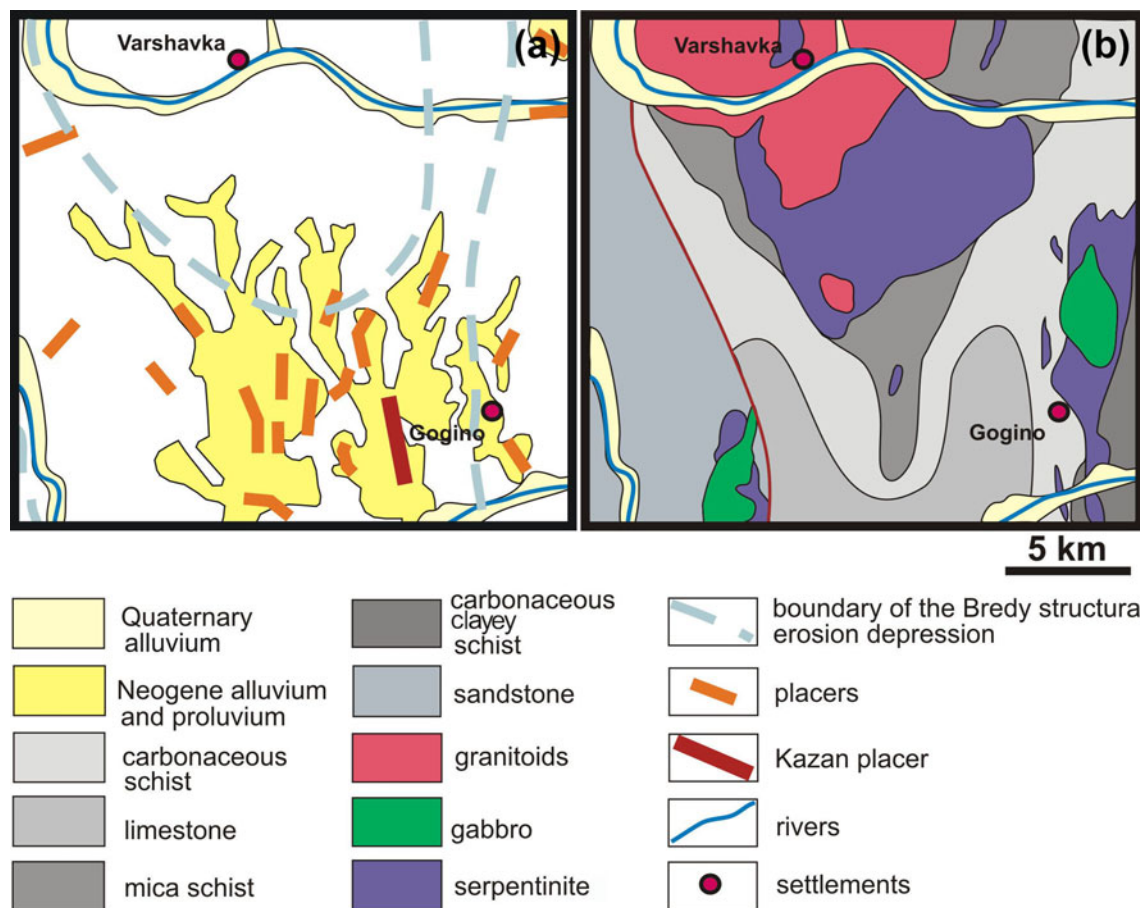 Varshavka
(a)
Gogino
Varshavka
(b)
Gogino
5 km
Quaternary
alluvium
Neogene alluvium
and proluvium
carbonaceous
schist
limestone
mica schist
carbonaceous
clayey
schist
sandstone
granitoids
gabbro
serpentinite
boundary of the Bredy structura
erosion depression
placers
Kazan placer
rivers
settlements